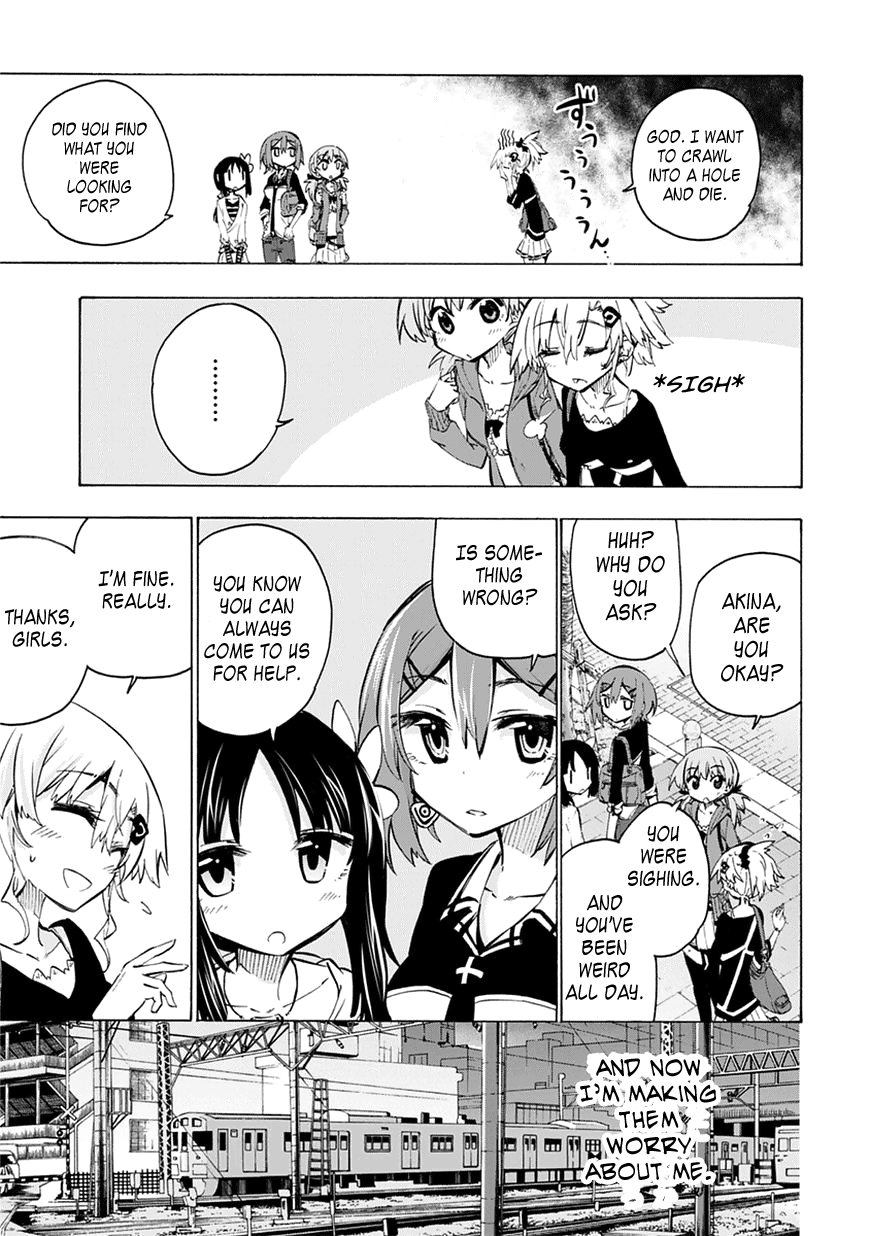 GOD. I WANT
TO CRAWL
INTO A HOLE
AND DIE.
ずぅぅぅぅぅん
DID YOU FIND
WHAT YOU
WERE
LOOKING
FOR?
*SIGH*
.........
AKINA,
ARE
YOU
OKAY?
HUH?
WHY DO
YOU
ASK?
YOU
WERE
SIGHING.
AND
YOU'VE
BEEN
WEIRD
ALL DAY.
IS SOME-
THING
WRONG?
YOU KNOW
YOU CAN
ALWAYS
COME TO US
FOR HELP.
I'M FINE.
REALLY.
THANKS,
GIRLS.
AND NOW
I'M MAKING
THEM
WORRY
ABOUT ME.